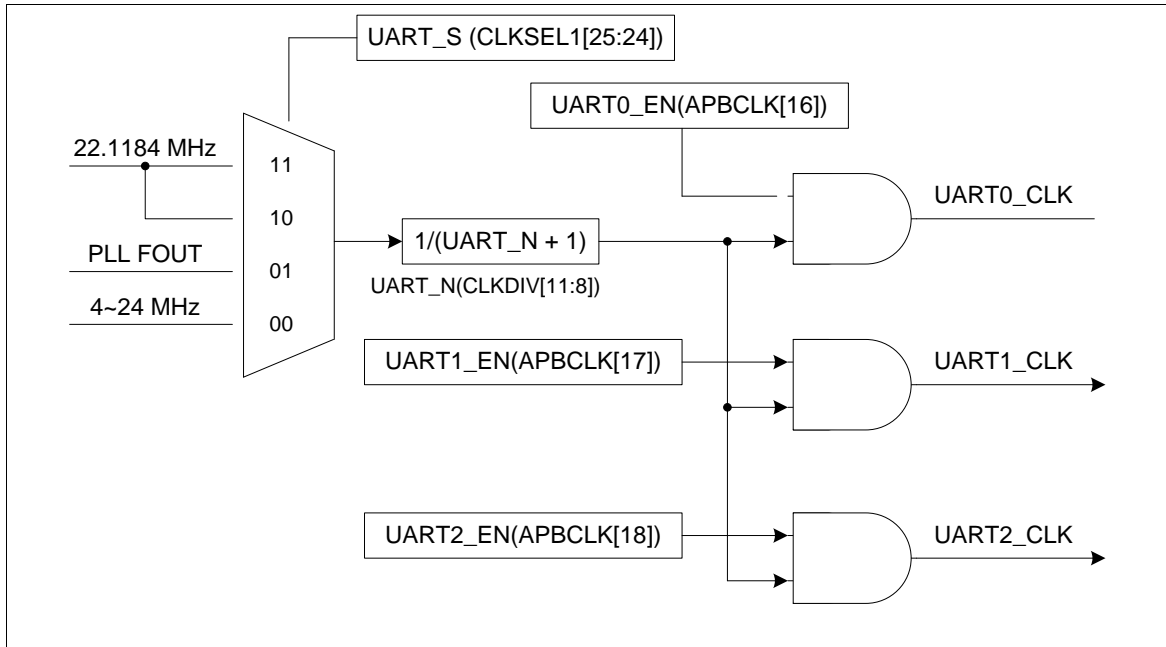 UART_S (CLKSEL1[25:24])
UART0_EN(APBCLK[16])
22.1184 MHz
11
UART0_CLK
10
1/(UART_N + 1)
PLL FOUT
01
UART_N(CLKDIV[11:8])
4~24 MHz
00
UART1_EN(APBCLK[17])
UART1_CLK
UART2_EN(APBCLK[18])
UART2_CLK